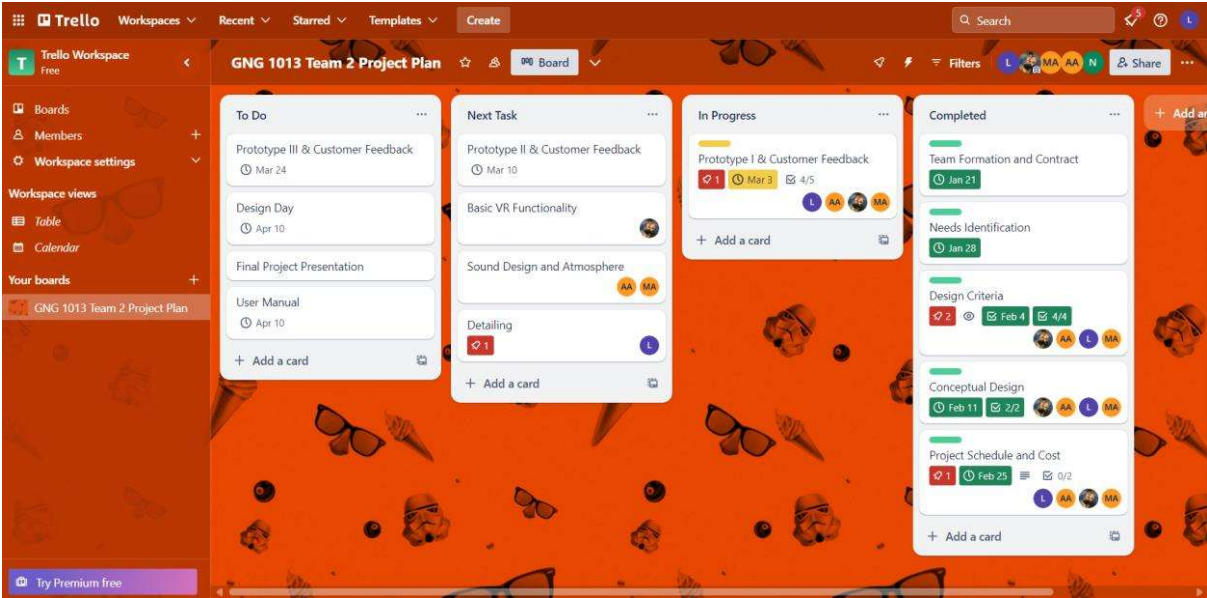 Trello Workspaces Recent Starred Templates Create Search 5 L
T Trello Workspace
Free
GNG 1013 Team 2 Project Plan Board Filters L MA AA N Share ...
Boards
Members +
Workspace settings
Workspace views
Table
Calendar
Your boards +
GNG 1013 Team 2 Project Plan
Try Premium free
To Do ...
Prototype III & Customer Feedback
Mar 24
Design Day
Apr 10
Final Project Presentation
User Manual
Apr 10
+ Add a card
Next Task ...
Prototype II & Customer Feedback
Mar 10
Basic VR Functionality
Sound Design and Atmosphere
AA MA
Detailing
1 L
+ Add a card
In Progress ...
Prototype I & Customer Feedback
1 Mar 3 4/5
L AA MA
+ Add a card
Completed ...
Team Formation and Contract
Jan 21
Needs Identification
Jan 28
Design Criteria
2 Feb 4 4/4
AA L MA
Conceptual Design
Feb 11 2/2 AA L MA
Project Schedule and Cost
1 Feb 25 0/2
L AA MA
+ Add a card
+ Add an